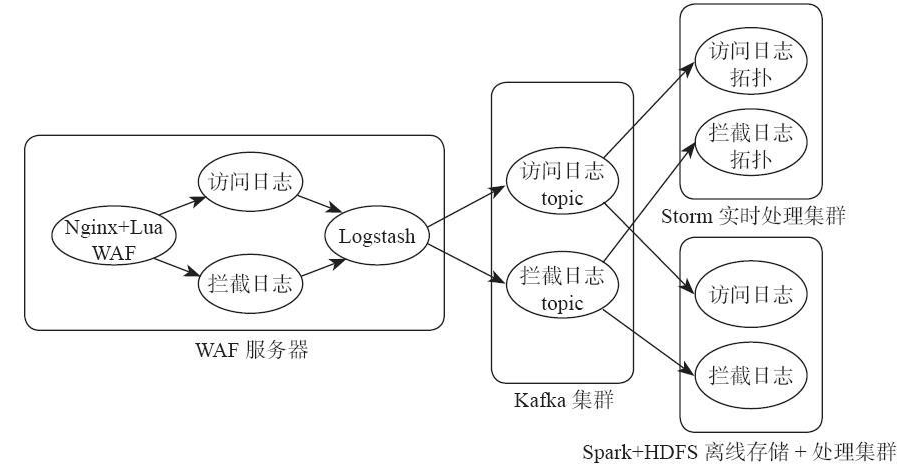 Nginx+Lua
WAF
访问日志
拦截日志
Logstash
WAF 服务器
访问日志
topic
拦截日志
topic
Kafka 集群
访问日志
拓扑
拦截日志
拓扑
Storm 实时处理集群
访问日志
拦截日志
Spark+HDFS 离线存储 + 处理集群